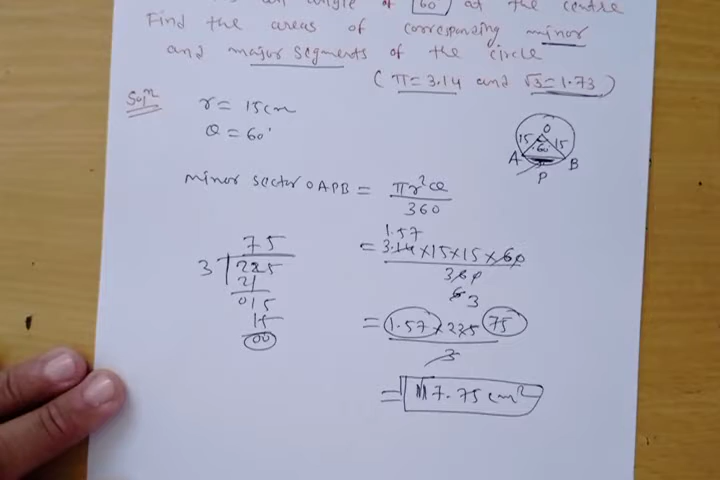 an angle of 60° at the centre
Find the areas of corresponding minor
and major segments of the circle
(π=3.14 and √3=1.73)
Solⁿ
r = 15cm
θ = 60°
O
15 60 15
A B
P
minor sector OAPB = πr²θ
360
1.57
= 3.14×15×15×60
360
6 3
75
3 225
21
015
15
00
= 1.57×225 75
3
= 117.75cm²